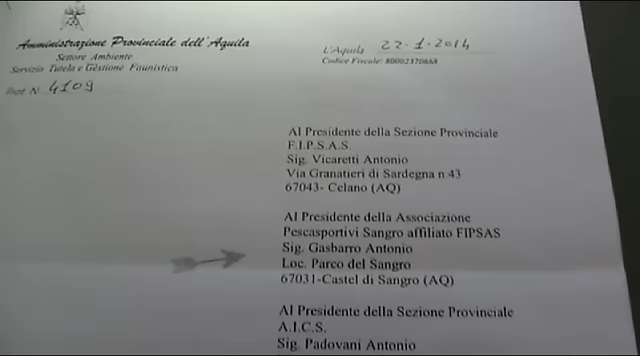 Amministrazione Provinciale dell'Aquila
Settore Ambiente
Servizio Tutela e Gestione Faunistica
Prot N. 4109
L'Aquila 22-1-2014
Codice Fiscale: 80002370668
Al Presidente della Sezione Provinciale
F.I.P.S.A.S.
Sig. Vicaretti Antonio
Via Granatieri di Sardegna n.43
67043- Celano (AQ)
Al Presidente della Associazione
Pescasportivi Sangro affiliato FIPSAS
Sig. Gasbarro Antonio
Loc. Parco del Sangro
67031-Castel di Sangro (AQ)
Al Presidente della Sezione Provinciale
A.I.C.S.
Sig. Padovani Antonio